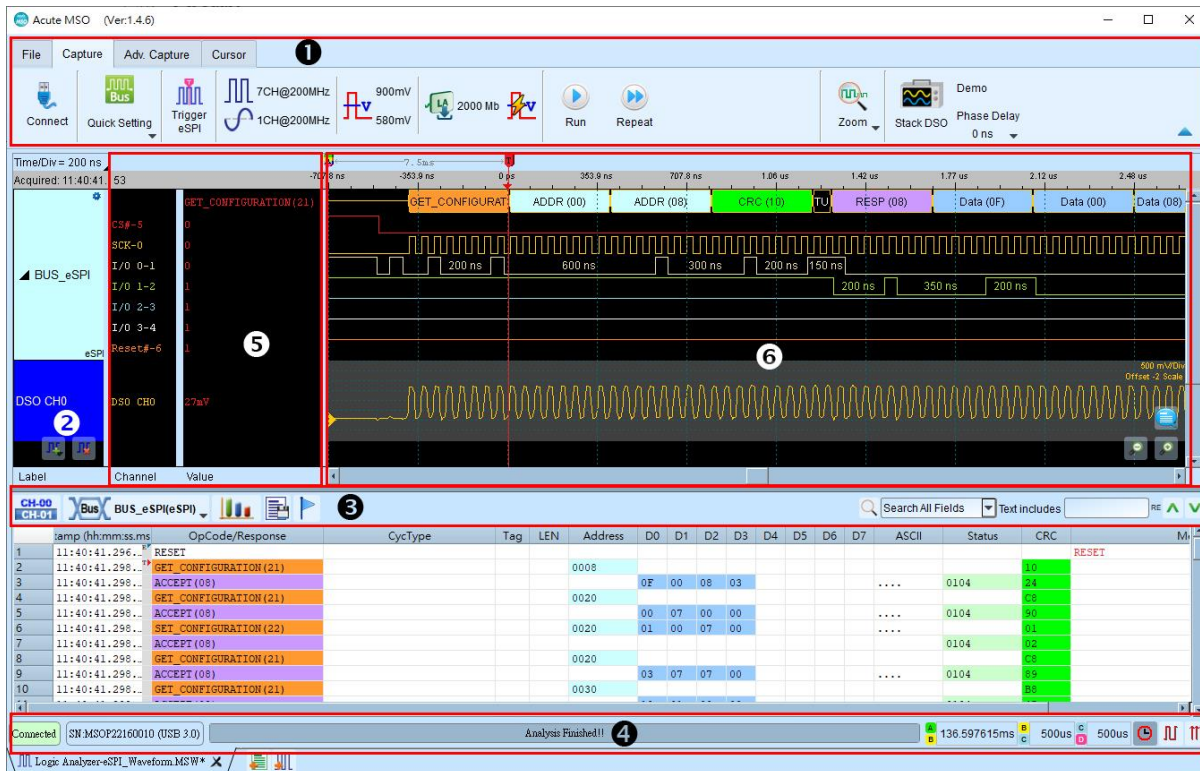 Acute MSO (Ver:1.4.6)
File Capture Adv. Capture Cursor 1
Connect Bus Quick Setting Trigger eSPI 7CH@200MHz 1CH@200MHz V 900mV 580mV LA 2000 Mb V Run Repeat Zoom Stack DSO Demo Phase Delay 0 ns
Time/Div = 200 ns 7.5ms
Acquired: 11:40:41. 53 -707.8 ns -353.9 ns 0 ps 353.9 ns 707.8 ns 1.06 us 1.42 us 1.77 us 2.12 us 2.48 us
GET_CONFIGURATION(21) GET_CONFIGURAT ADDR (00) ADDR (08) CRC (10) TU RESP (08) Data (0F) Data (00) Data (08)
CS#-5 0
SCK-0 0
BUS_eSPI I/O 0-1 0 200 ns 600 ns 300 ns 200 ns 150 ns
I/O 1-2 1 200 ns 350 ns 200 ns
I/O 2-3 1
I/O 3-4 1
eSPI Reset#-6 1 5 6
500 mV/Div
Offset -2 Scale
DSO CH0 DSO CH0 27mV
2
Label Channel Value
CH-00 CH-01 Bus BUS_eSPI(eSPI) 3 Search All Fields Text includes RE
tamp (hh:mm:ss.ms OpCode/Response CycType Tag LEN Address D0 D1 D2 D3 D4 D5 D6 D7 ASCII Status CRC
1 11:40:41.296.. RESET RESET
2 11:40:41.298.. GET_CONFIGURATION(21) 0008 10
3 11:40:41.298.. ACCEPT(08) 0F 00 08 03 .... 0104 24
4 11:40:41.298.. GET_CONFIGURATION(21) 0020 C8
5 11:40:41.298.. ACCEPT(08) 00 07 00 00 .... 0104 90
6 11:40:41.298.. SET_CONFIGURATION(22) 0020 01 00 07 00 .... 01
7 11:40:41.298.. ACCEPT(08) 0104 02
8 11:40:41.298.. GET_CONFIGURATION(21) 0020 C8
9 11:40:41.298.. ACCEPT(08) 03 07 07 00 .... 0104 89
10 11:40:41.298.. GET_CONFIGURATION(21) 0030 B8
Connected SN:MSOP22160010 (USB 3.0) Analysis Finished!! 4 A B 136.597615ms B C 500us C D 500us
Logic Analyzer-eSPI_Waveform.MSW* X